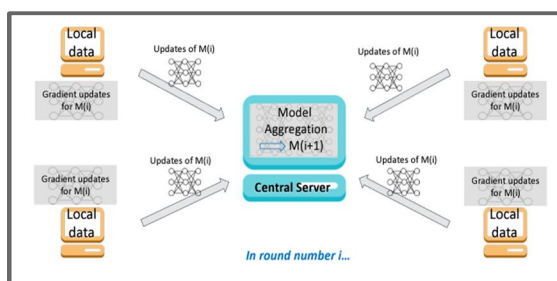 Local
data
Updates of M(i)
Updates of M(i)
Local
data
Gradient updates
for M(i)
Model
Aggregation
M(i+1)
Gradient updates
for M(i)
Gradient updates
for M(i)
Updates of M(i)
Central Server
Updates of M(i)
Gradient updates
for M(i)
Local
data
Local
data
In round number i...